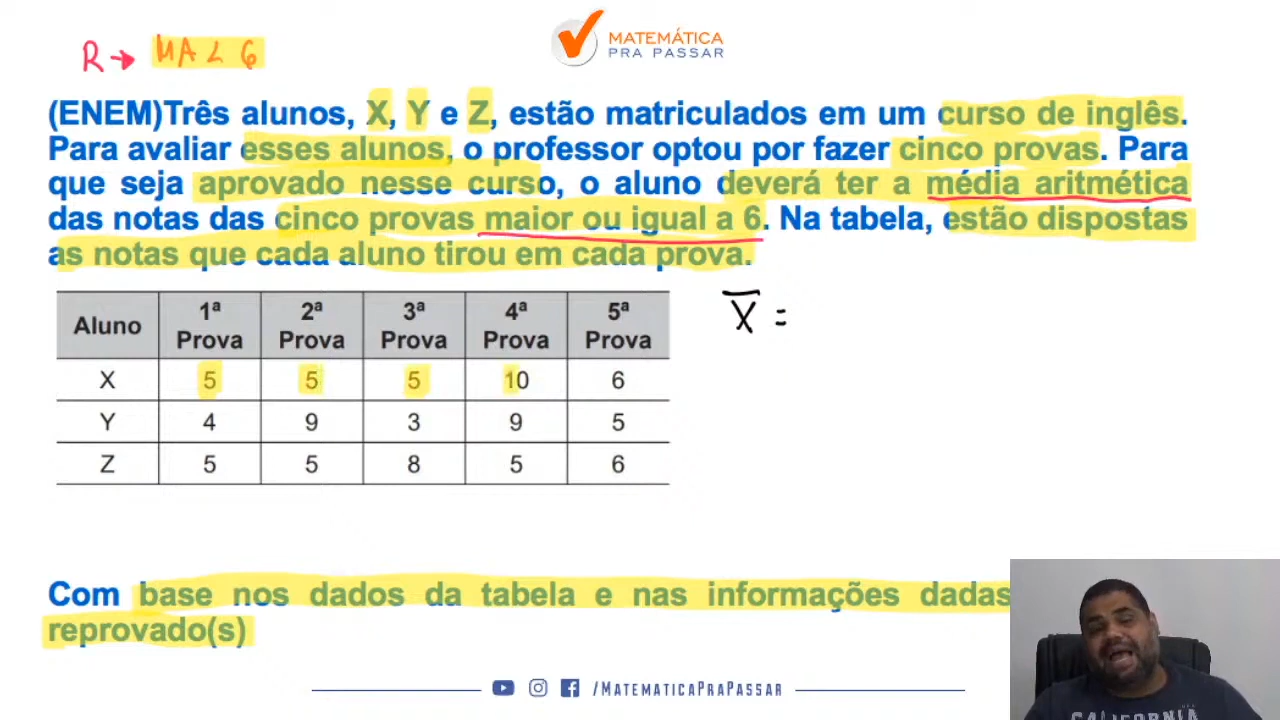 R → MA < 6
MATEMÁTICA
PRA PASSAR
(ENEM)Três alunos, X, Y e Z, estão matriculados em um curso de inglês.
Para avaliar esses alunos, o professor optou por fazer cinco provas. Para
que seja aprovado nesse curso, o aluno deverá ter a média aritmética
das notas das cinco provas maior ou igual a 6. Na tabela, estão dispostas
as notas que cada aluno tirou em cada prova.
Aluno 1ª Prova 2ª Prova 3ª Prova 4ª Prova 5ª Prova
X 5 5 5 10 6
Y 4 9 3 9 5
Z 5 5 8 5 6
X̅ =
Com base nos dados da tabela e nas informações dadas
reprovado(s)
/MATEMATICAPRAPASSAR
CALIFORNIA